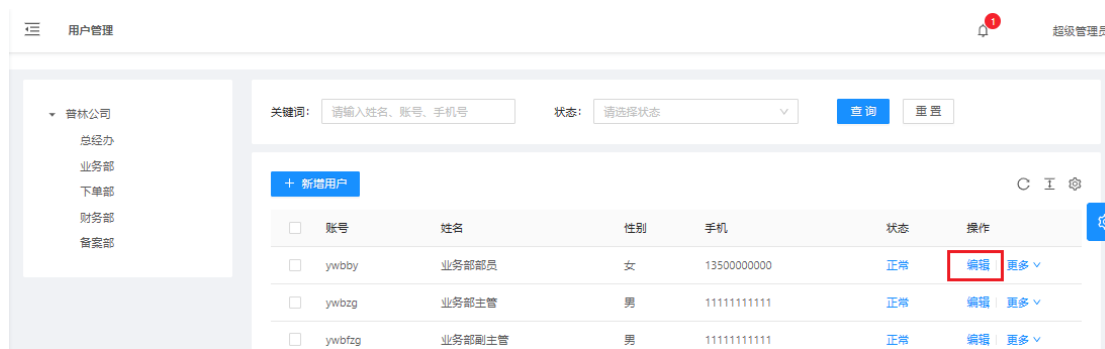 用户管理
1
超级管理员
普林公司
总经办
业务部
下单部
财务部
备案部
关键词： 请输入姓名、账号、手机号 状态： 请选择状态 查 询 重 置
+ 新增用户
账号 姓名 性别 手机 状态 操作
ywbby 业务部部员 女 13500000000 正常 编辑 更多
ywbzg 业务部主管 男 11111111111 正常 编辑 更多
ywbfzg 业务部副主管 男 11111111111 正常 编辑 更多